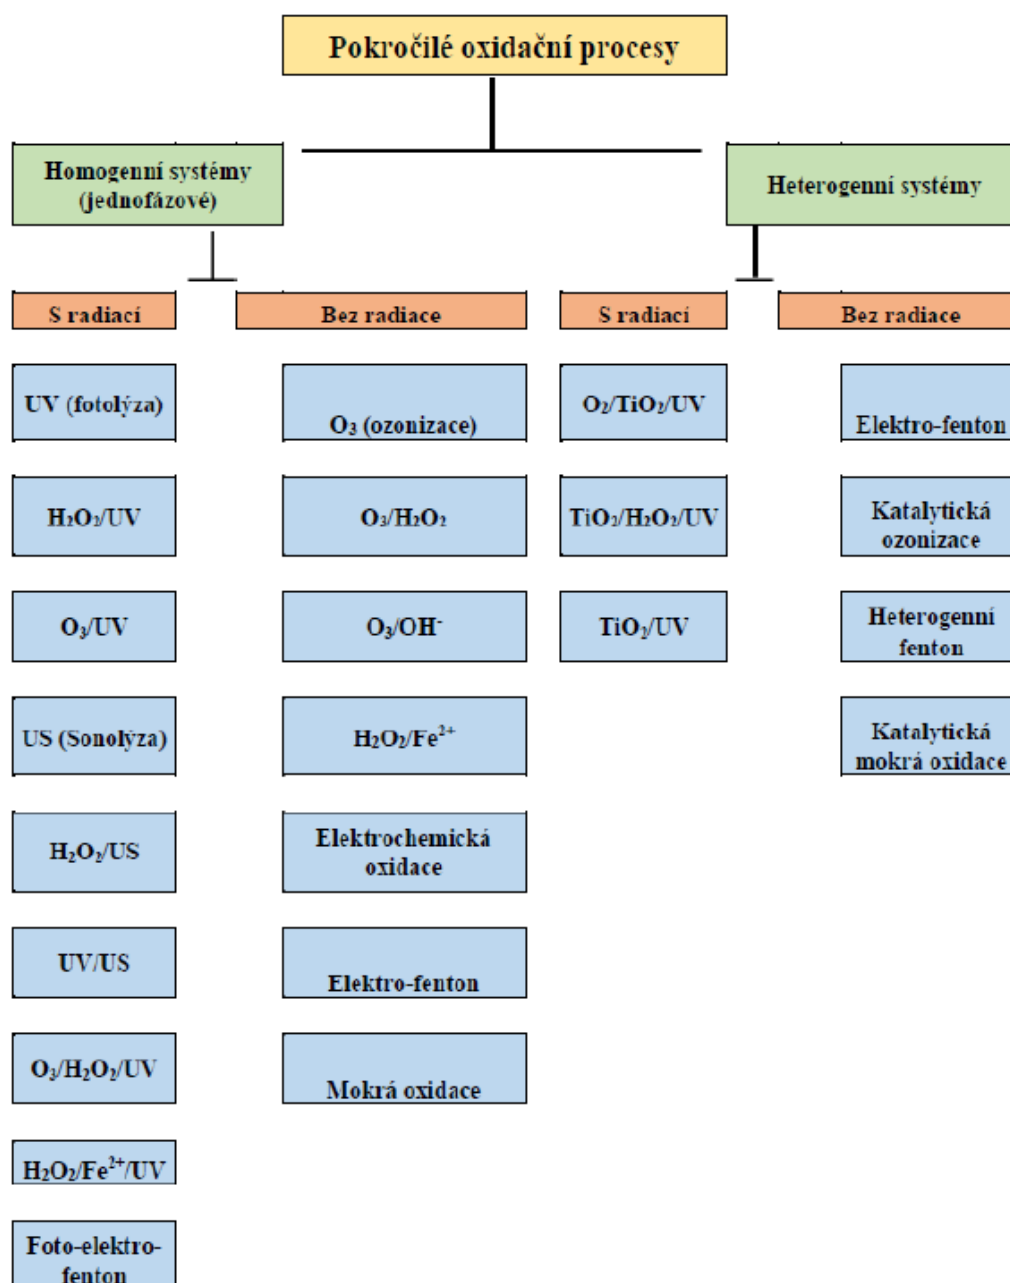 Pokročilé oxidační procesy
Homogenní systémy
(jednofázové)
Heterogenní systémy
S radiací
Bez radiace
S radiací
Bez radiace
UV (fotolýza)
O₃ (ozonizace)
O₂/TiO₂/UV
Elektro-fenton
H₂O₂/UV
O₃/H₂O₂
TiO₂/H₂O₂/UV
Katalytická
ozonizace
O₃/UV
O₃/OH⁻
TiO₂/UV
Heterogenní
fenton
US (Sonolýza)
H₂O₂/Fe²⁺
Katalytická
mokrá oxidace
H₂O₂/US
Elektrochemická
oxidace
UV/US
Elektro-fenton
O₃/H₂O₂/UV
Mokrá oxidace
H₂O₂/Fe²⁺/UV
Foto-elektro-
fenton